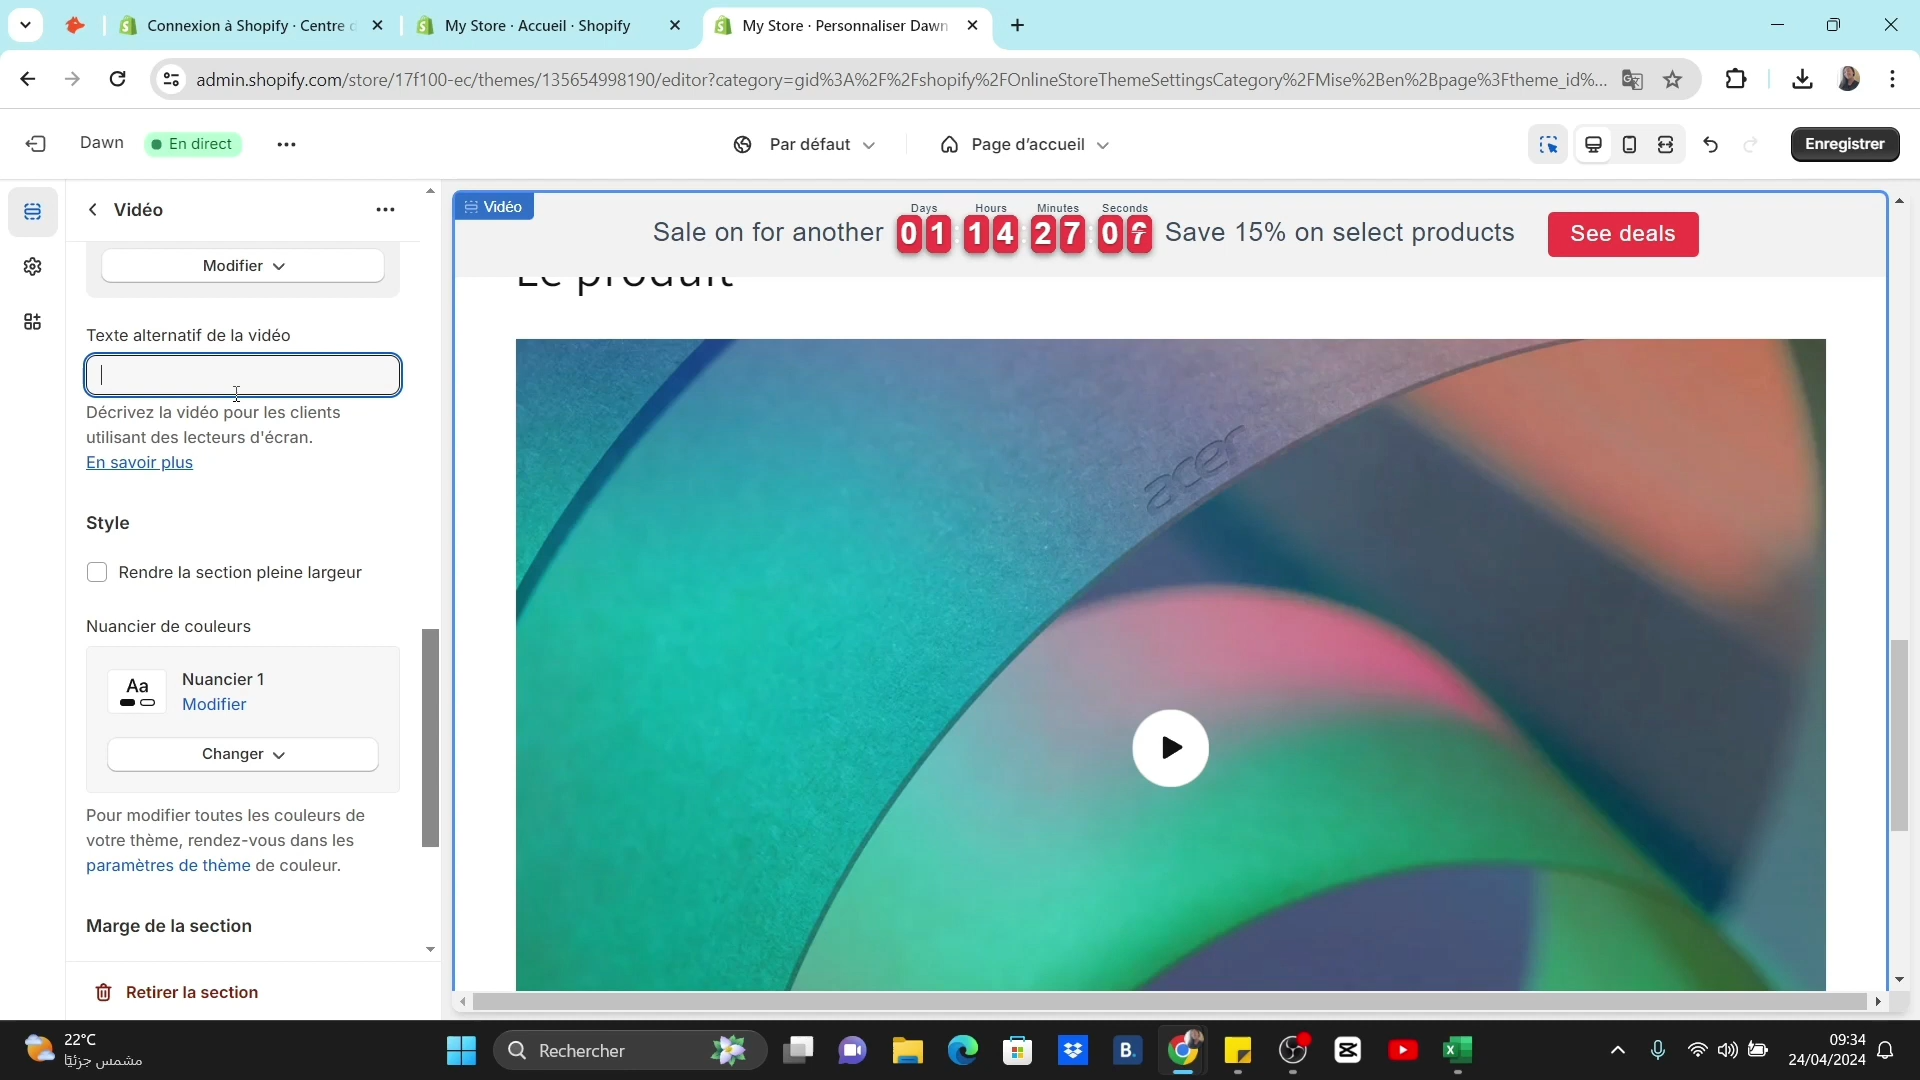 Connexion à Shopify · Centre d
My Store · Accueil · Shopify
My Store · Personnaliser Dawn
admin.shopify.com/store/17f100-ec/themes/135654998190/editor?category=gid%3A%2F%2Fshopify%2FOnlineStoreThemeSettingsCategory%2FMise%2Ben%2Bpage%3Ftheme_id%...
Dawn
En direct
Par défaut
Page d'accueil
Enregistrer
Vidéo
Modifier
Texte alternatif de la vidéo
Décrivez la vidéo pour les clients
utilisant des lecteurs d'écran.
En savoir plus
Style
Rendre la section pleine largeur
Nuancier de couleurs
Aa
Nuancier 1
Modifier
Changer
Pour modifier toutes les couleurs de
votre thème, rendez-vous dans les
paramètres de thème de couleur.
Marge de la section
Retirer la section
Vidéo
Days Hours Minutes Seconds
Sale on for another 01 14 27 0 Save 15% on select products
See deals
Le produit
acer
22°C
مشمس جزئيًا
Rechercher
B.
09:34
24/04/2024